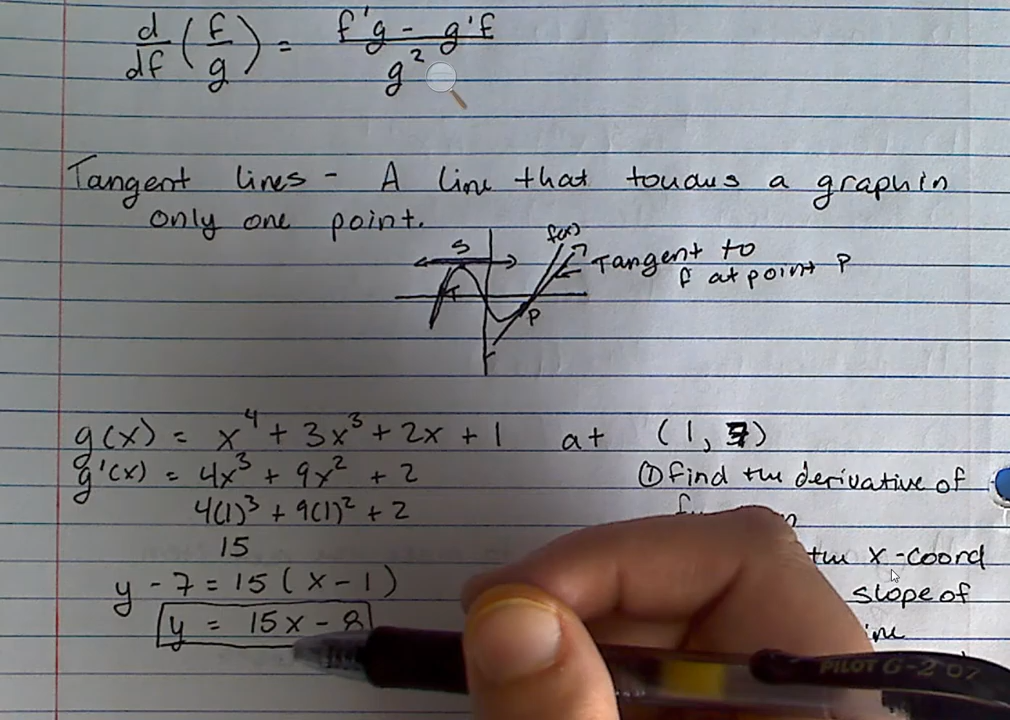 d/df (f/g) = f'g - g'f / g²
Tangent lines - A line that touches a graph in
only one point.
S f(x)
Tangent to
f at point P
P
g(x) = x⁴ + 3x³ + 2x + 1 at (1, 7)
g'(x) = 4x³ + 9x² + 2 ① find the derivative of
4(1)³ + 9(1)² + 2
15 the x-coord
y - 7 = 15(x - 1) slope of
y = 15x - 8
PILOT G-2 07